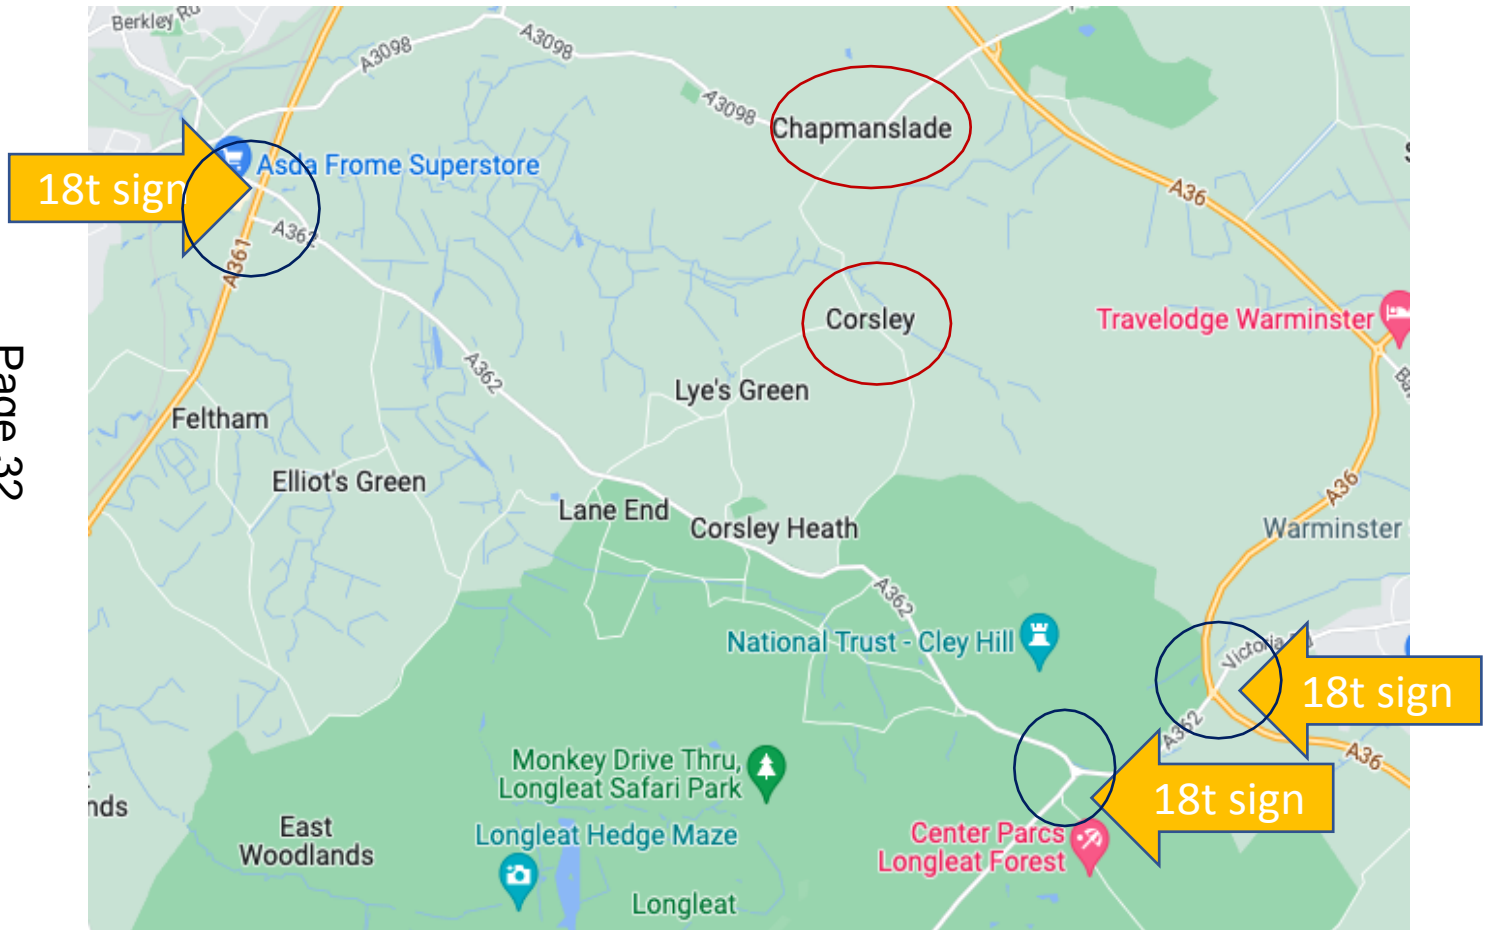 Berkley Rd
A3098
A3098
A3098
Chapmanslade
Asda Frome Superstore
18t sign
A36
A361
Corsley
Travelodge Warminster
A362
Lye's Green
Page 32
Feltham
Elliot's Green
A36
Lane End
Corsley Heath
Warminster
A362
National Trust - Cley Hill
Victoria
18t sign
A362
A36
Monkey Drive Thru,
Longleat Safari Park
18t sign
nds
East
Woodlands
Longleat Hedge Maze
Center Parcs
Longleat Forest
Longleat